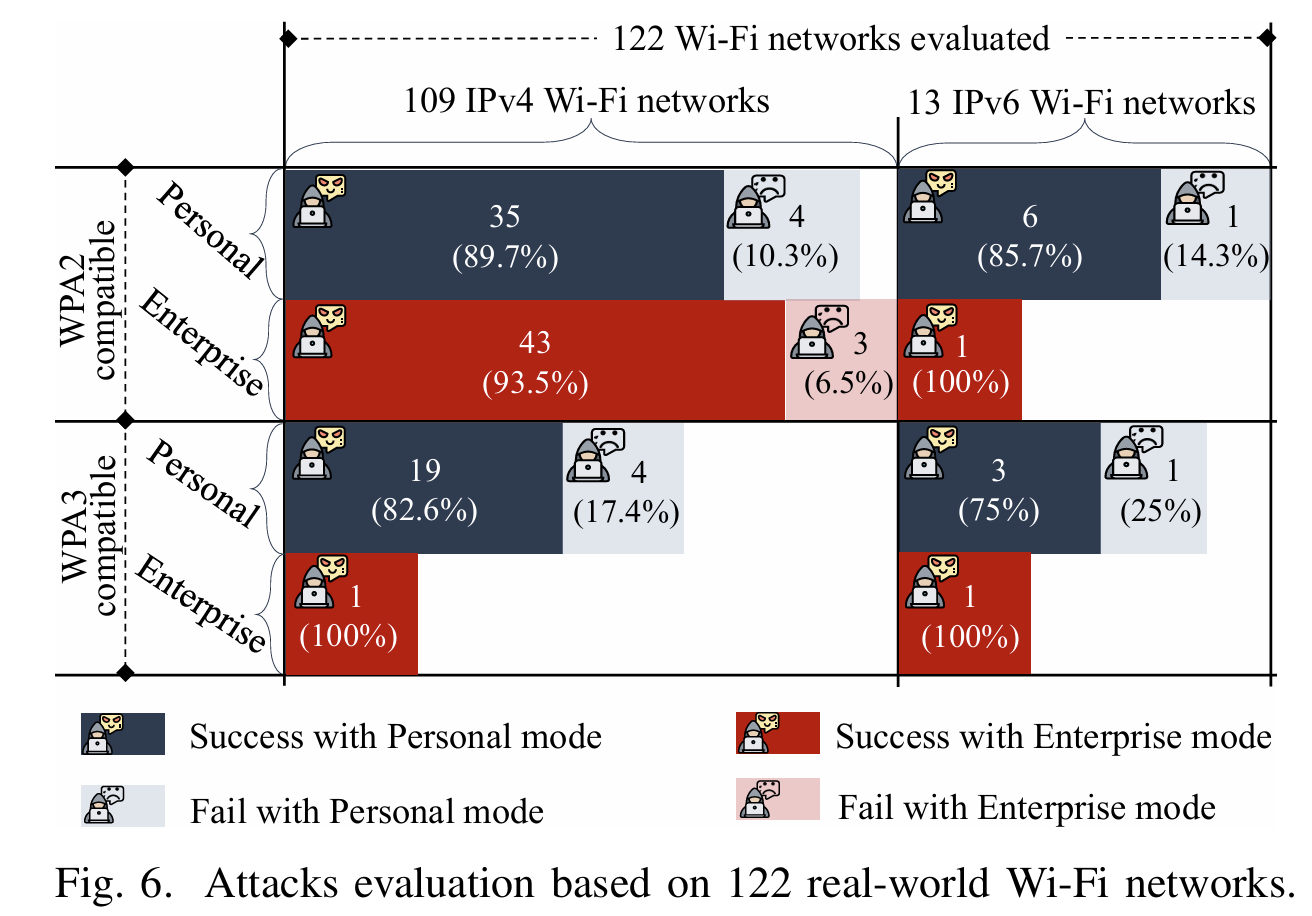 122 Wi-Fi networks evaluated
109 IPv4 Wi-Fi networks
13 IPv6 Wi-Fi networks
WPA2
compatible
Personal
35
(89.7%)
4
(10.3%)
6
(85.7%)
1
(14.3%)
Enterprise
43
(93.5%)
3
(6.5%)
1
(100%)
WPA3
compatible
Personal
19
(82.6%)
4
(17.4%)
3
(75%)
1
(25%)
Enterprise
1
(100%)
1
(100%)
Success with Personal mode
Success with Enterprise mode
Fail with Personal mode
Fail with Enterprise mode
Fig. 6. Attacks evaluation based on 122 real-world Wi-Fi networks.